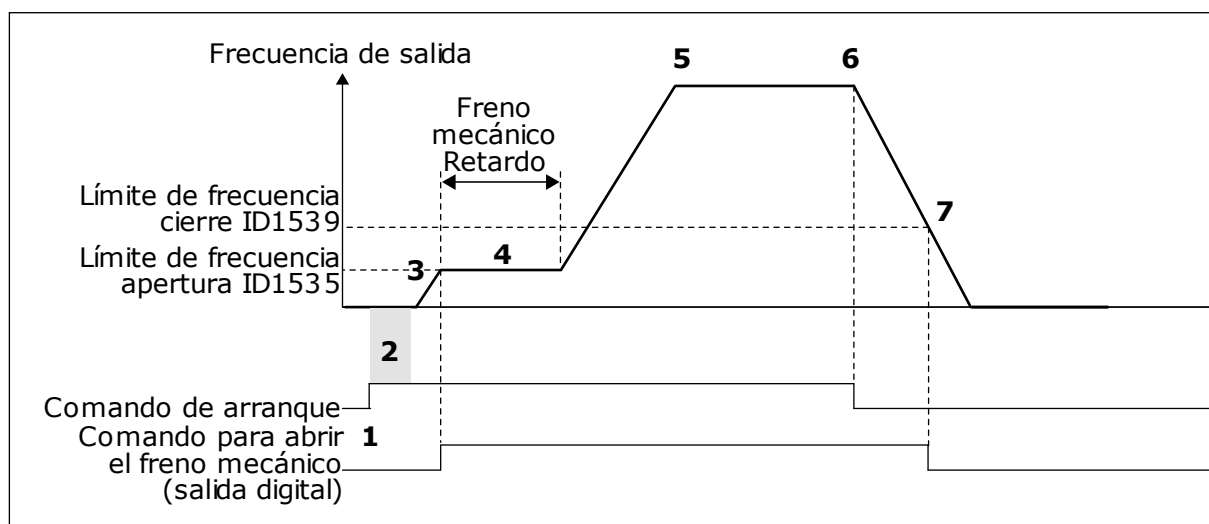 Frecuencia de salida
5
6
Freno
mecánico
Retardo
Límite de frecuencia
cierre ID1539
7
Límite de frecuencia
apertura ID1535
3
4
2
Comando de arranque
Comando para abrir
1
el freno mecánico
(salida digital)